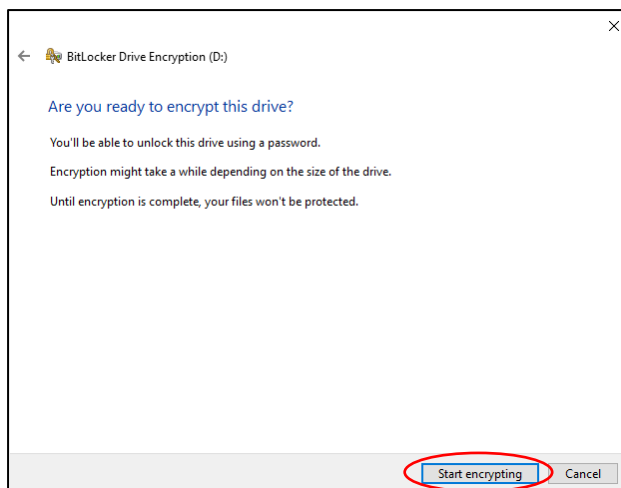 BitLocker Drive Encryption (D:)
Are you ready to encrypt this drive?
You'll be able to unlock this drive using a password.
Encryption might take a while depending on the size of the drive.
Until encryption is complete, your files won't be protected.
Start encrypting Cancel